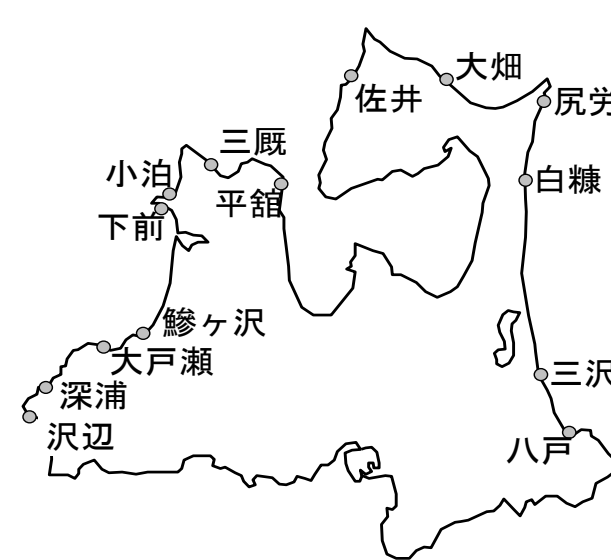 大畑
佐井
尻労
三厩
小泊
白糠
平舘
下前
鰺ヶ沢
大戸瀬
三沢
深浦
沢辺
八戸